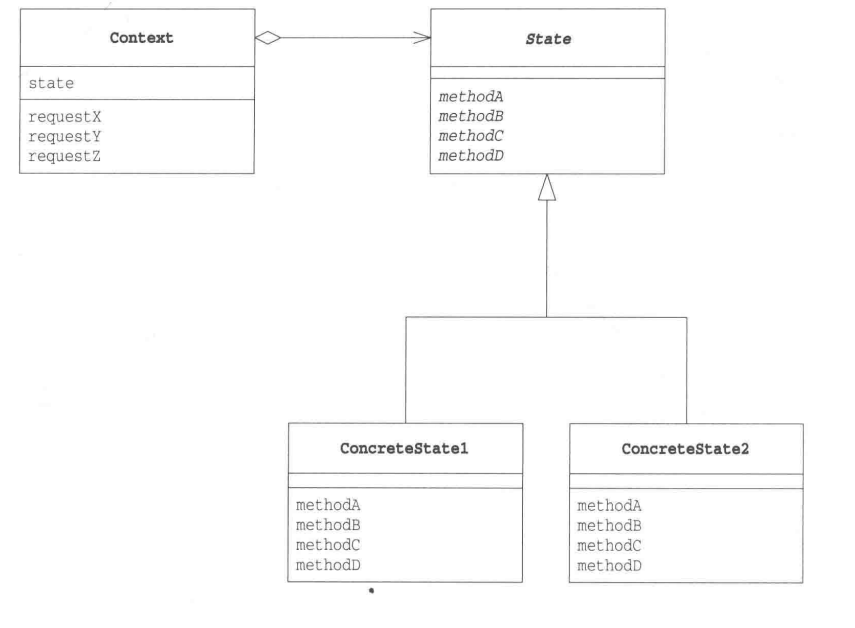 Context
state
requestX
requestY
requestZ
State
methodA
methodB
methodC
methodD
ConcreteState1
methodA
methodB
methodC
methodD
ConcreteState2
methodA
methodB
methodC
methodD